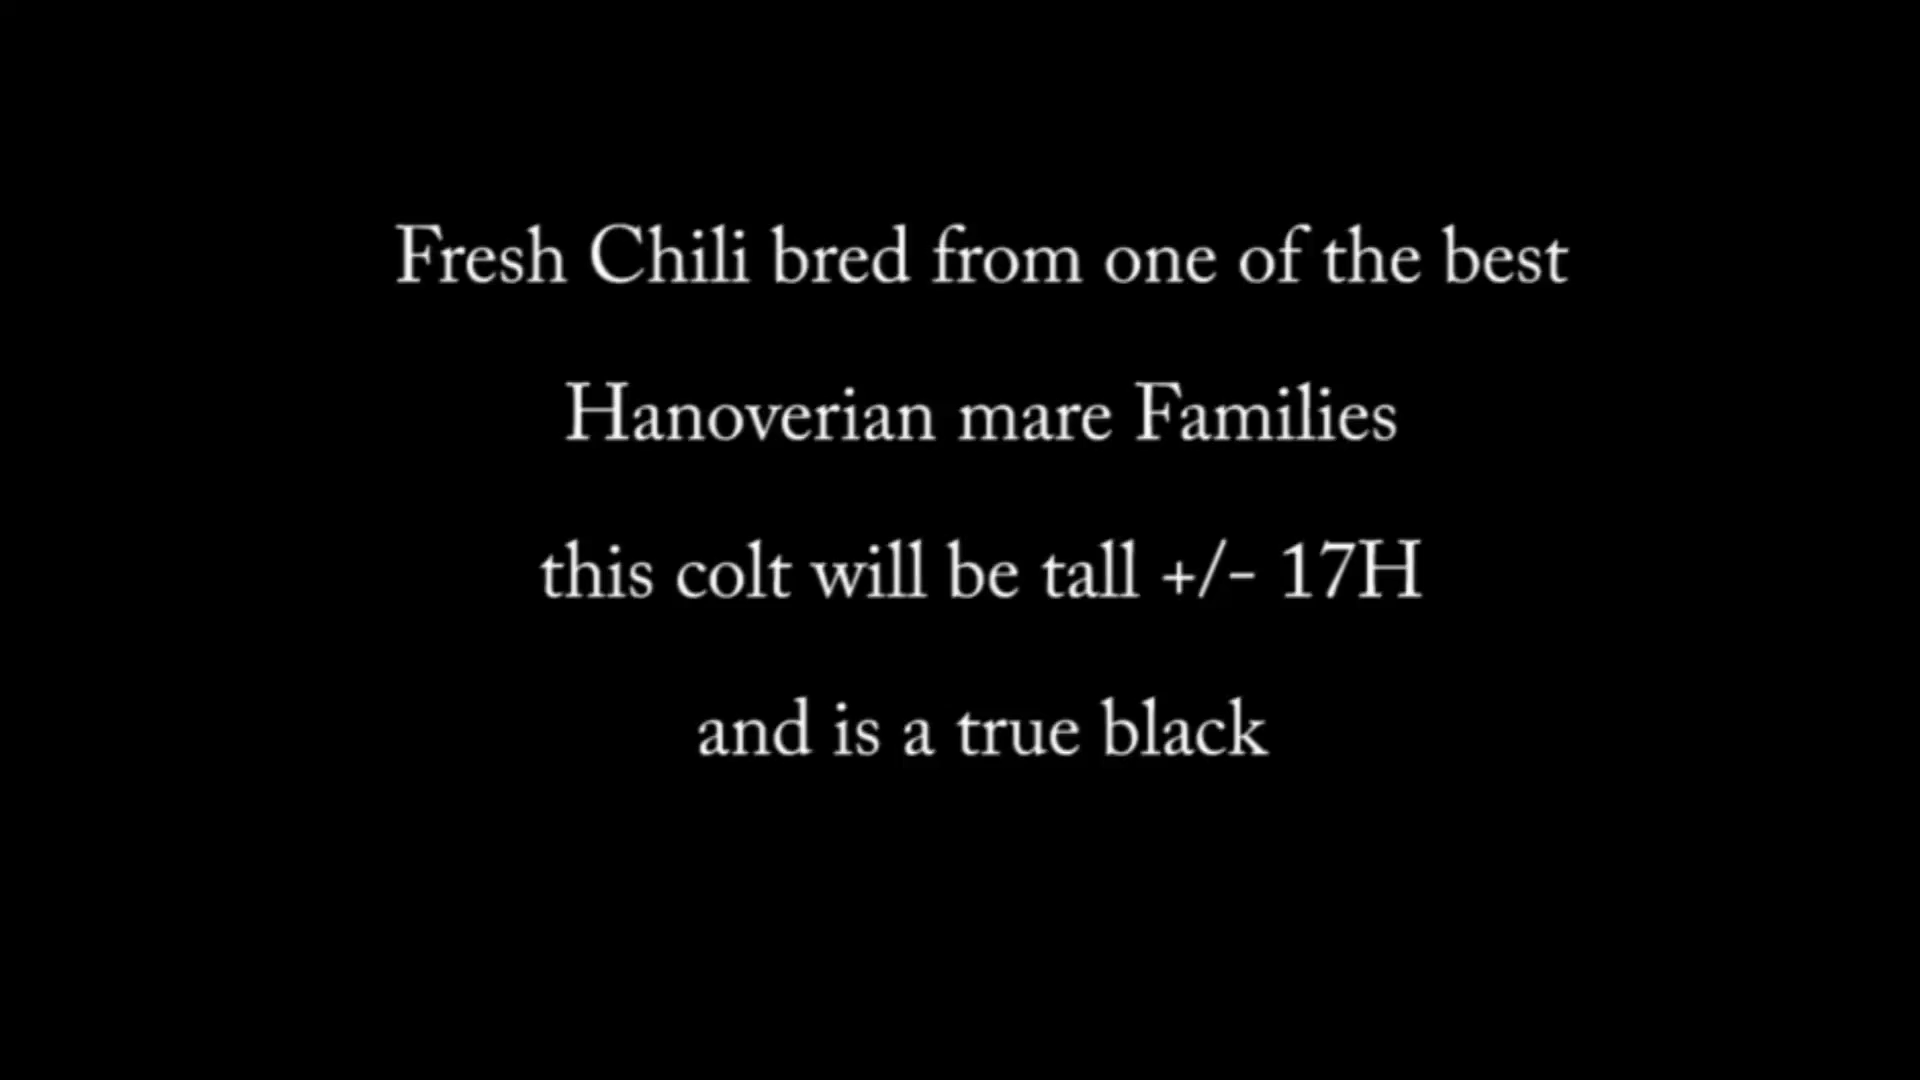 Fresh Chili bred from one of the best
Hanoverian mare Families
this colt will be tall +/- 17H
and is a true black